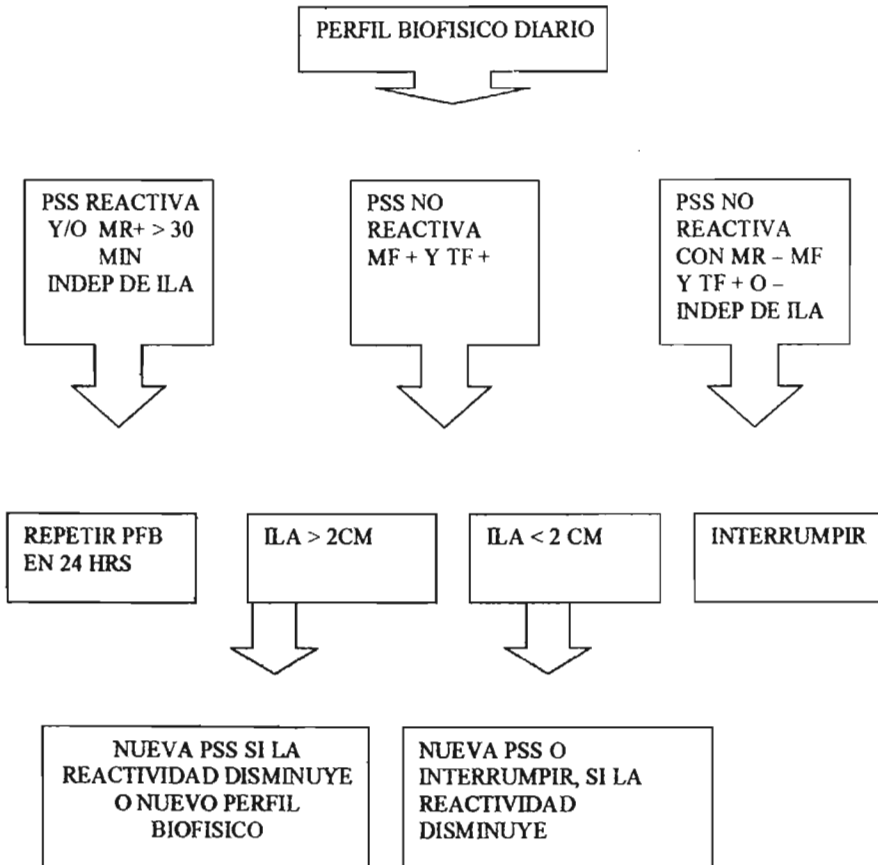 PERFIL BIOFISICO DIARIO
PSS REACTIVA
Y/O MR+ > 30
MIN
INDEP DE ILA
PSS NO
REACTIVA
MF + Y TF +
PSS NO
REACTIVA
CON MR – MF
Y TF + O –
INDEP DE ILA
REPETIR PFB
EN 24 HRS
ILA > 2CM
ILA < 2 CM
INTERRUMPIR
NUEVA PSS SI LA
REACTIVIDAD DISMINUYE
O NUEVO PERFIL
BIOFISICO
NUEVA PSS O
INTERRUMPIR, SI LA
REACTIVIDAD
DISMINUYE